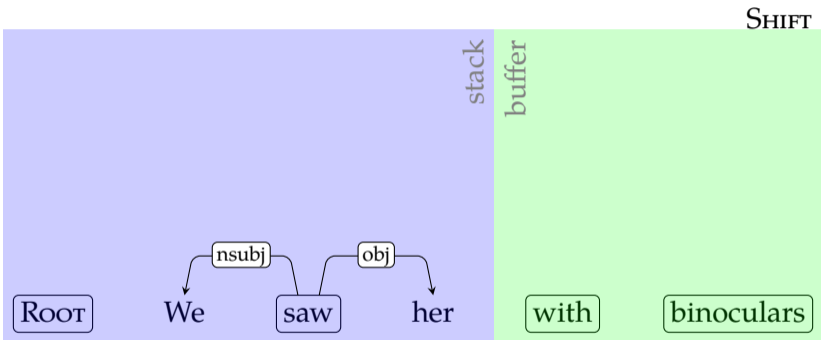 SHIFT
stack
buffer
nsubj obj
ROOT We saw her with binoculars